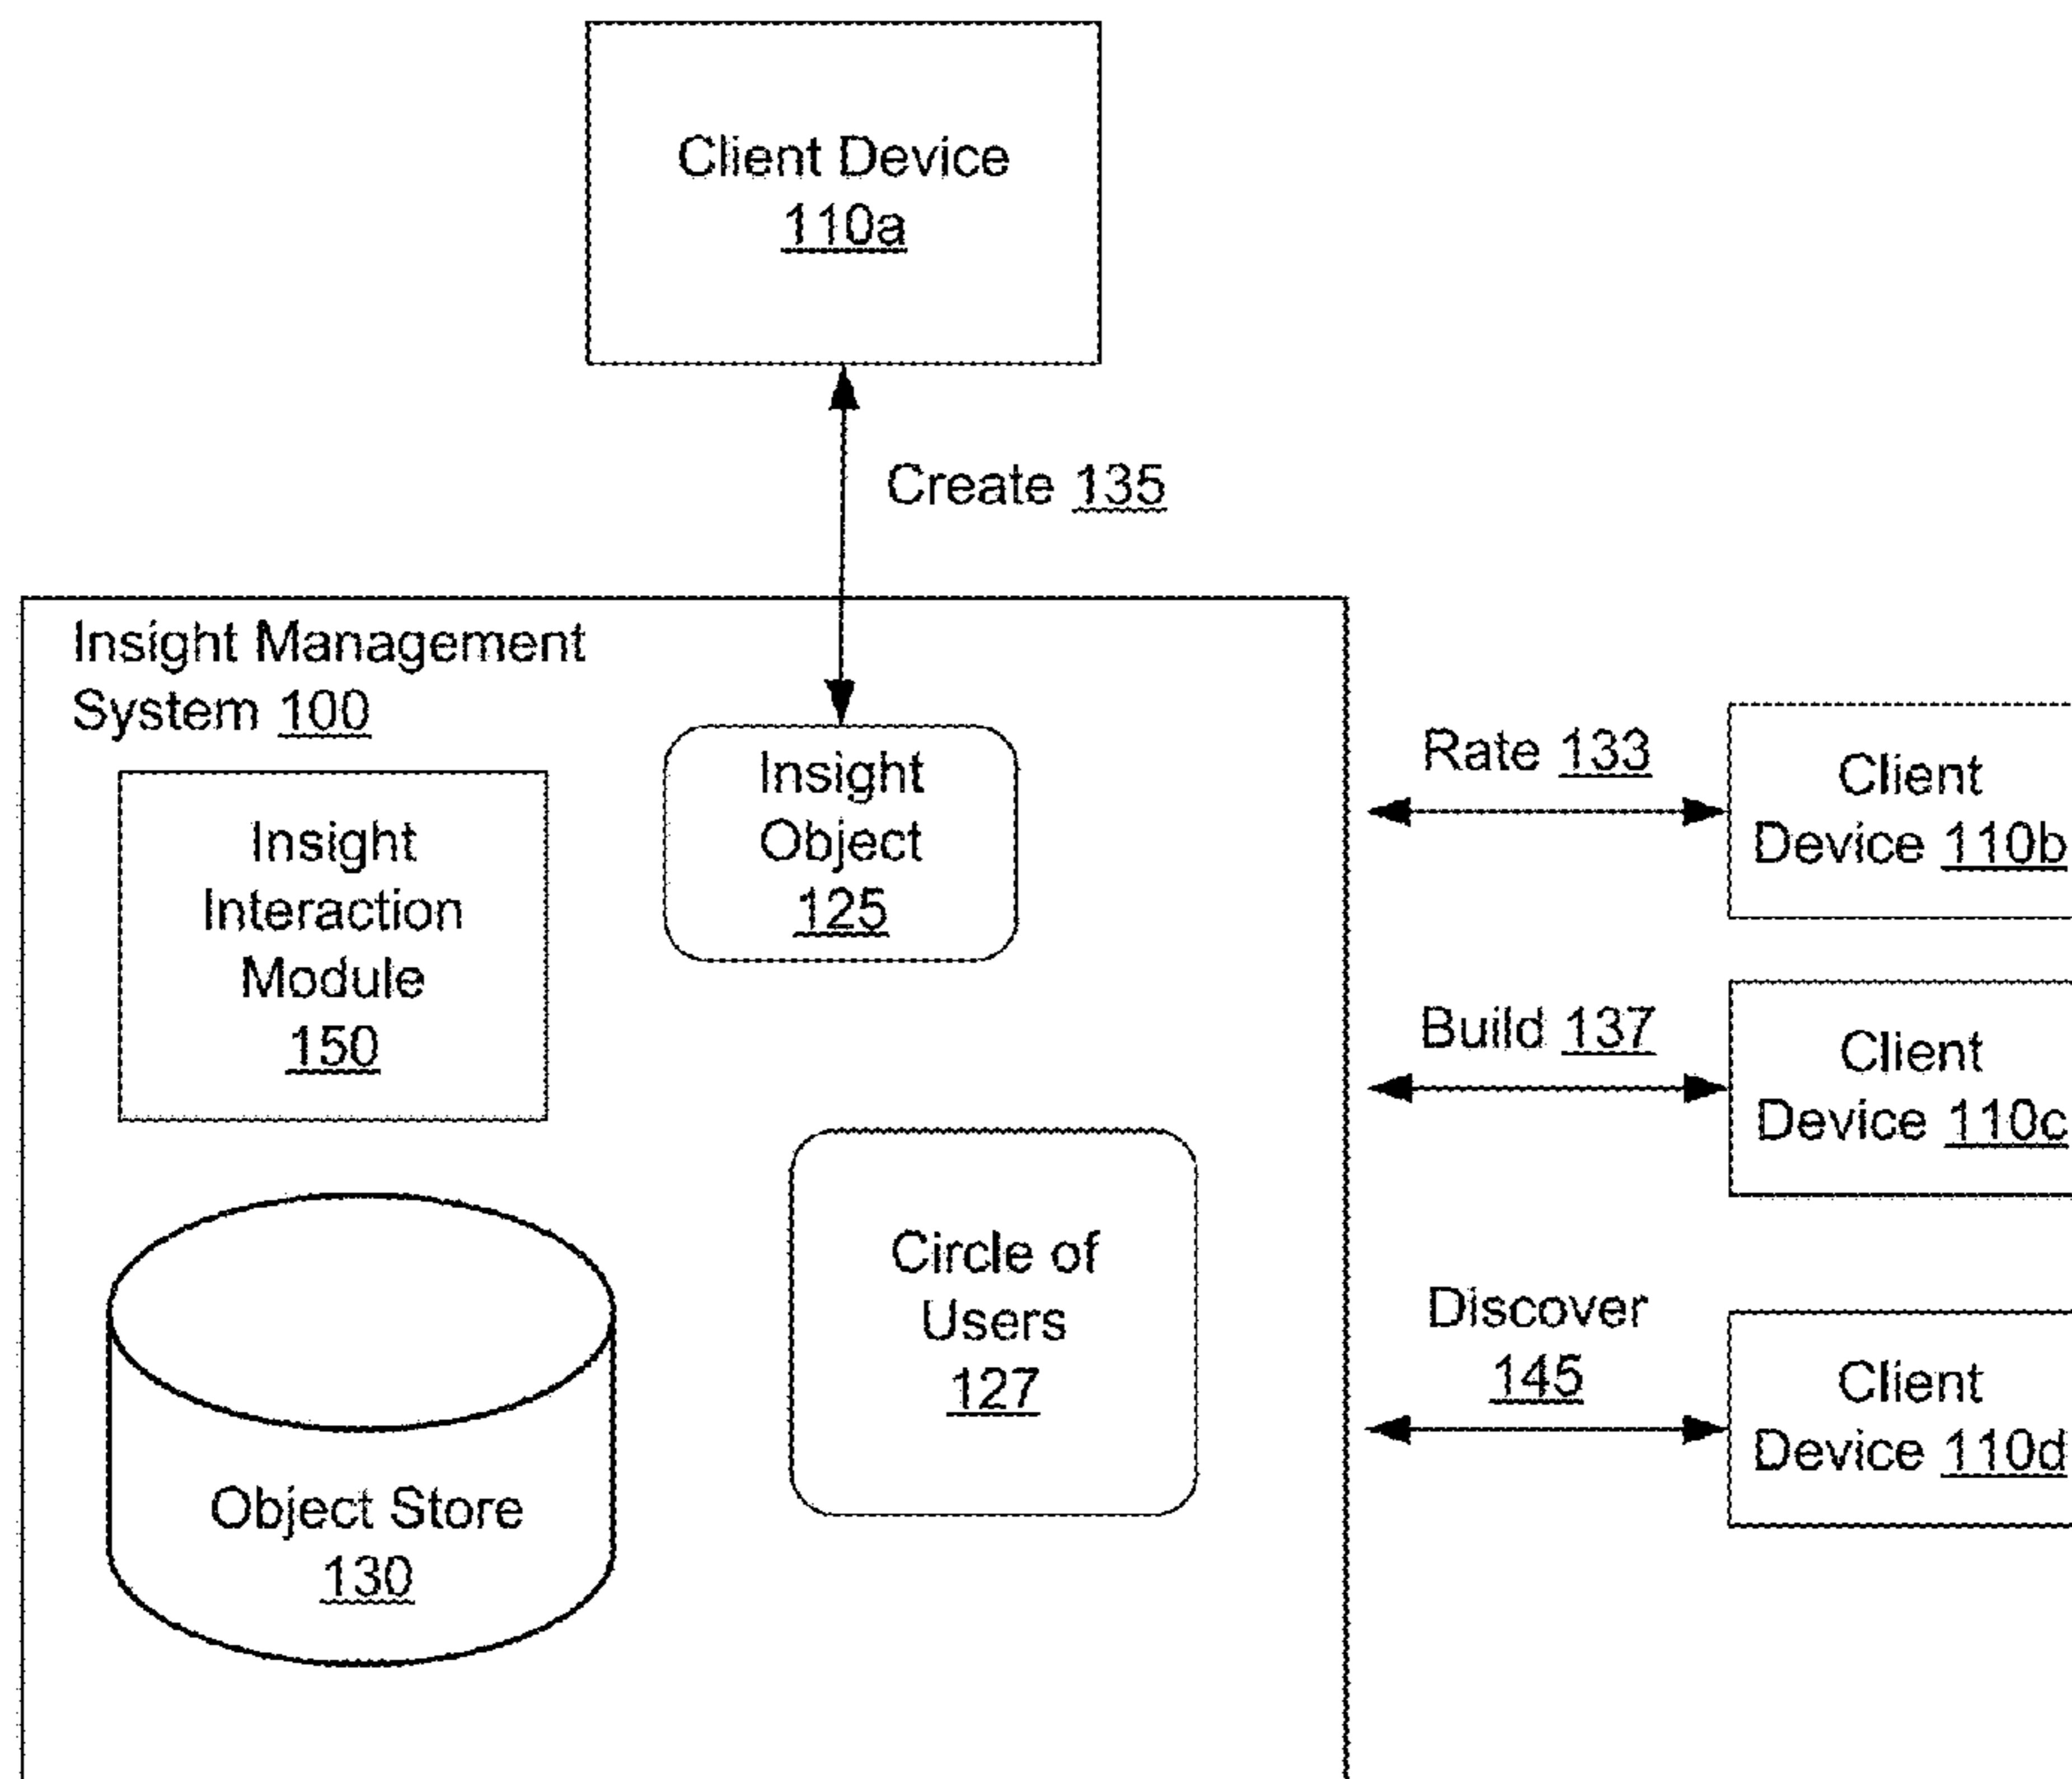 Client Device
110a
Create 135
Insight Management
System 100
Insight
Object
125
Insight
Interaction
Module
150
Rate 133
Client
Device 110b
Build 137
Client
Device 110c
Circle of
Users
127
Discover
145
Client
Device 110d
Object Store
130